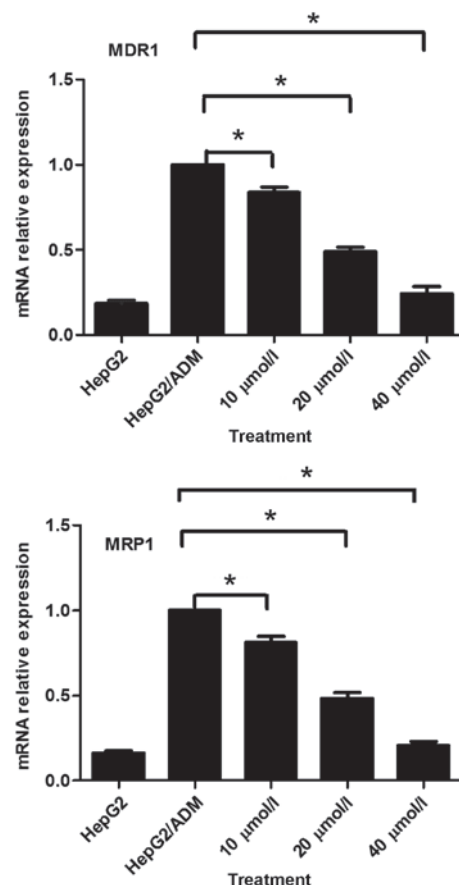 *
MDR1
*
*
1.5
1.0
0.5
0.0
mRNA relative expression
HepG2
HepG2/ADM
10 µmol/l
20 µmol/l
40 µmol/l
Treatment
*
MRP1
*
*
1.5
1.0
0.5
0.0
mRNA relative expression
HepG2
HepG2/ADM
10 µmol/l
20 µmol/l
40 µmol/l
Treatment